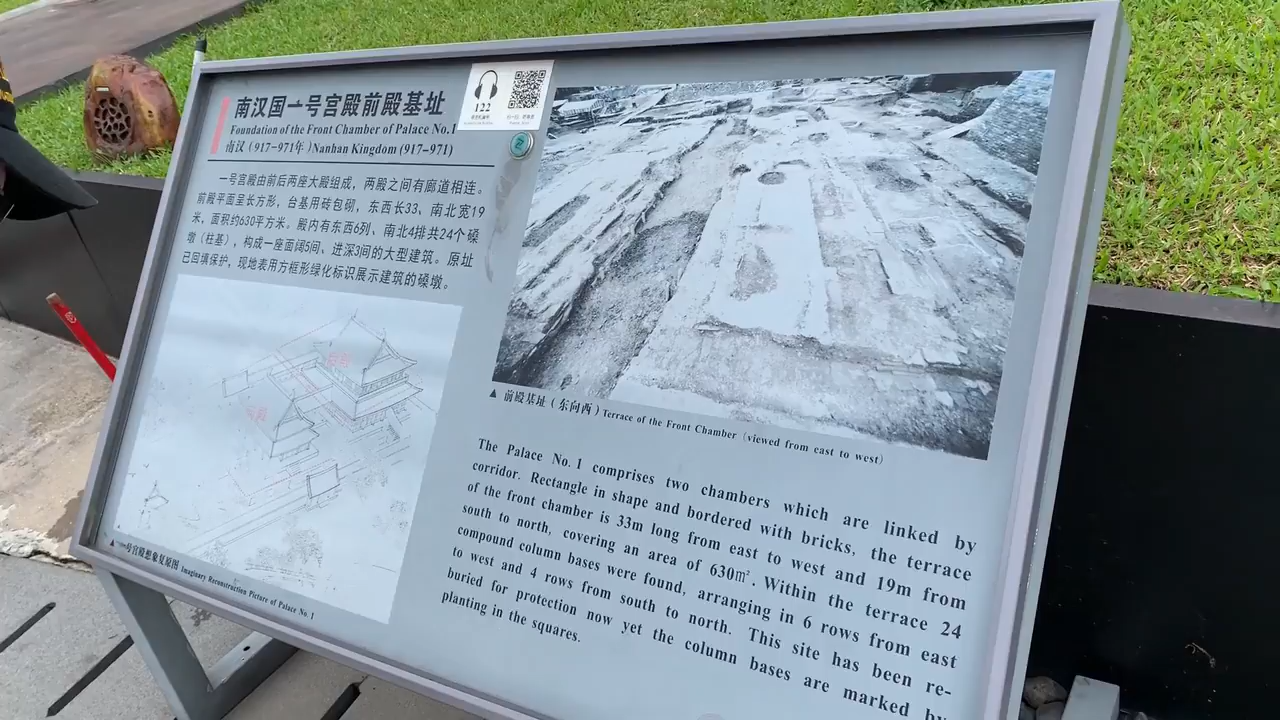 南汉国一号宫殿前殿基址
Foundation of the Front Chamber of Palace No.1
南汉（917-971年）Nanhan Kingdom (917-971)
122
一号宫殿由前后两座大殿组成，两殿之间有廊道相连。
前殿平面呈长方形，台基用砖包砌，东西长33、南北宽19
米，面积约630平方米。殿内有东西6列、南北4排共24个磉
墩（柱基），构成一座面阔5间，进深3间的大型建筑。原址
已回填保护，现地表用方框形绿化标识展示建筑的磉墩。
▲ 一号宫殿想象复原图 Imaginary Reconstruction Picture of Palace No.1
▲ 前殿基址（东向西）Terrace of the Front Chamber (viewed from east to west)
The Palace No.1 comprises two chambers which are linked by
corridor. Rectangle in shape and bordered with bricks, the terrace
of the front chamber is 33m long from east to west and 19m from
south to north, covering an area of 630㎡. Within the terrace 24
compound column bases were found, arranging in 6 rows from east
to west and 4 rows from south to north. This site has been re-
buried for protection now yet the column bases are marked by
planting in the squares.